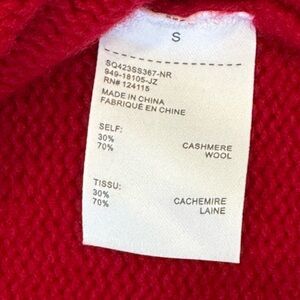 S
SQ423SS367-NR
949-18105-JZ
RN# 124115
MADE IN CHINA
FABRIQUÉ EN CHINE
SELF:
30% CASHMERE
70% WOOL
TISSU:
30% CACHEMIRE
70% LAINE